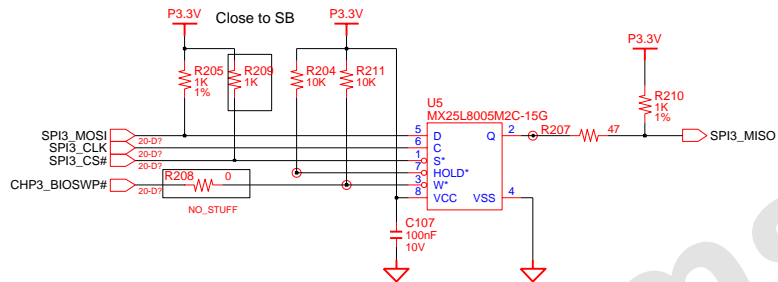 P3.3V
Close to SB
P3.3V
P3.3V
R205
1K
1%
R209
1K
R204
10K
R211
10K
R210
1K
1%
U5
MX25L8005M2C-15G
SPI3_MOSI
20-D?
5
D
Q
2
R207
47
SPI3_MISO
SPI3_CLK
20-D?
6
C
SPI3_CS#
20-D?
1
S*
7
HOLD*
CHP3_BIOSWP#
20-D?
R208
0
3
W*
8
VCC
VSS
4
NO_STUFF
C107
100nF
10V